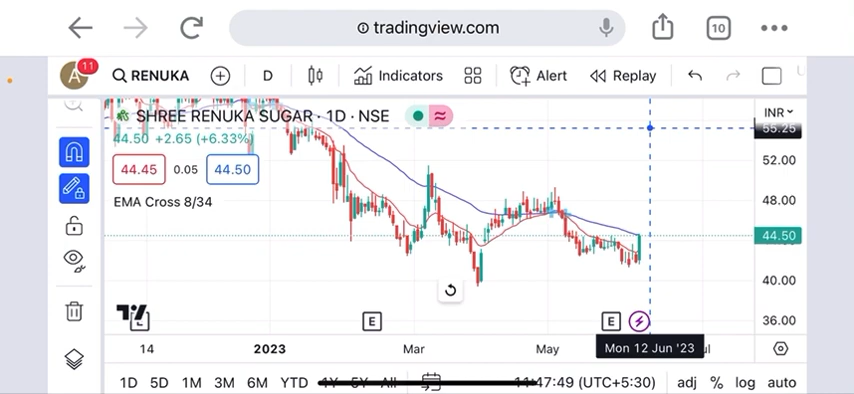 tradingview.com
10
A
11
RENUKA
D
Indicators
Alert
Replay
SHREE RENUKA SUGAR · 1D · NSE
INR
44.50 +2.65 (+6.33%)
55.25
44.45
0.05
44.50
52.00
EMA Cross 8/34
48.00
44.50
40.00
E
E
36.00
14
2023
Mar
May
Mon 12 Jun '23
1D 5D 1M 3M 6M YTD 1Y 5Y All
11:47:49 (UTC+5:30)
adj % log auto